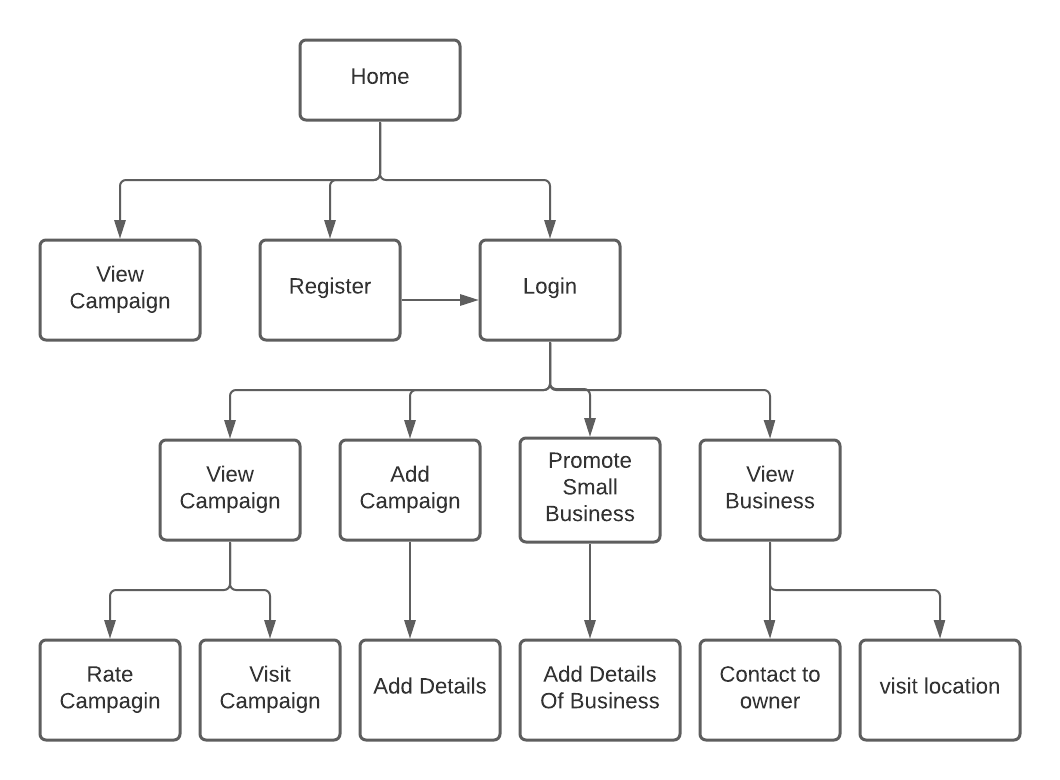 Home
View
Campaign
Register
Login
View
Campaign
Add
Campaign
Promote
Small
Business
View
Business
Rate
Campagin
Visit
Campaign
Add Details
Add Details
Of Business
Contact to
owner
visit location